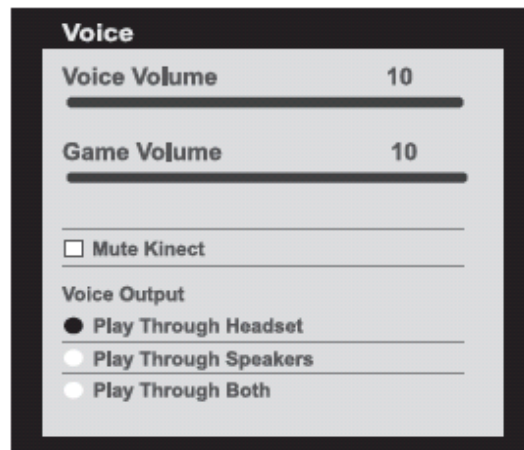 Voice
Voice Volume 10
Game Volume 10
Mute Kinect
Voice Output
Play Through Headset
Play Through Speakers
Play Through Both